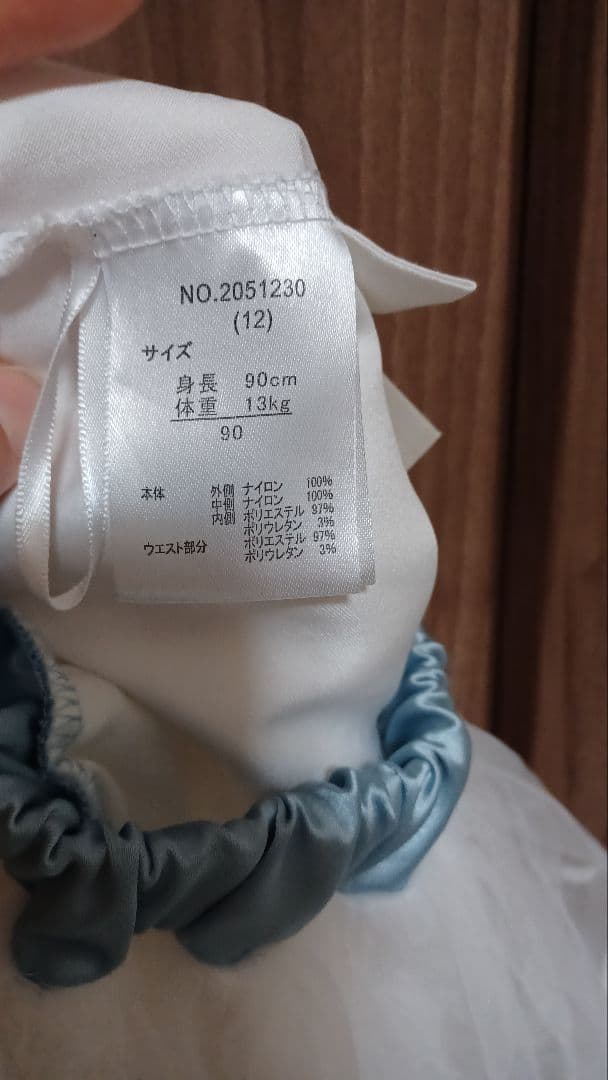 NO.2051230
(12)
サイズ
身長 90cm
体重 13kg
90
本体 外側 ナイロン 100%
中側 ナイロン 100%
内側 ポリエステル 97%
ポリウレタン 3%
ウエスト部分 ポリエステル 97%
ポリウレタン 3%